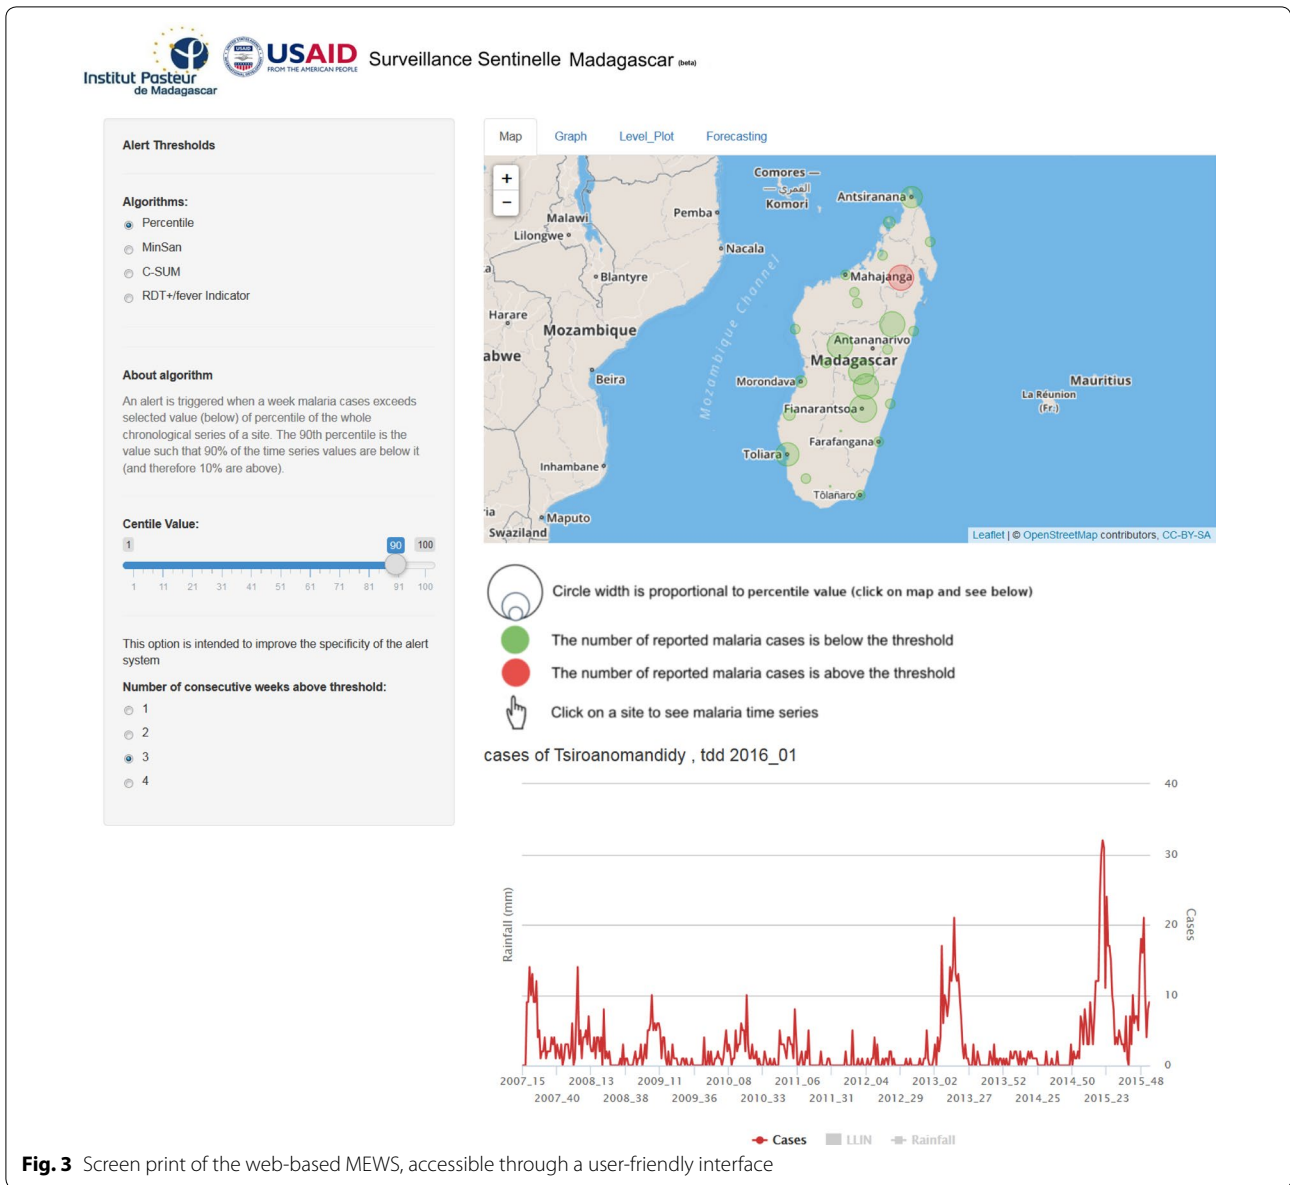 Institut Pasteur
de Madagascar
USAID
FROM THE AMERICAN PEOPLE
Surveillance Sentinelle Madagascar (beta)
Alert Thresholds
Algorithms:
Percentile
MinSan
C-SUM
RDT+/fever Indicator
About algorithm
An alert is triggered when a week malaria cases exceeds
selected value (below) of percentile of the whole
chronological series of a site. The 90th percentile is the
value such that 90% of the time series values are below it
(and therefore 10% are above).
Centile Value:
1 90 100
1 11 21 31 41 51 61 71 81 91 100
This option is intended to improve the specificity of the alert
system
Number of consecutive weeks above threshold:
1
2
3
4
Map Graph Level_Plot Forecasting
+
−
Comores —
— القمري
Komori
Antsiranana
Malawi
Pemba
Lilongwe
Nacala
Blantyre
Mahajanga
Mozambique Channel
Harare
Mozambique
abwe
Antananarivo
Madagascar
Beira
Morondava
Mauritius
La Réunion
(Fr.)
Fianarantsoa
Farafangana
Toliara
Inhambane
Tôlañaro
ia
Maputo
Swaziland
Leaflet | © OpenStreetMap contributors, CC-BY-SA
Circle width is proportional to percentile value (click on map and see below)
The number of reported malaria cases is below the threshold
The number of reported malaria cases is above the threshold
Click on a site to see malaria time series
cases of Tsiroanomandidy , tdd 2016_01
40
30
20
10
0
Rainfall (mm)
Cases
2007_15 2008_13 2009_11 2010_08 2011_06 2012_04 2013_02 2013_52 2014_50 2015_48
2007_40 2008_38 2009_36 2010_33 2011_31 2012_29 2013_27 2014_25 2015_23
Cases LLIN Rainfall
Fig. 3 Screen print of the web-based MEWS, accessible through a user-friendly interface